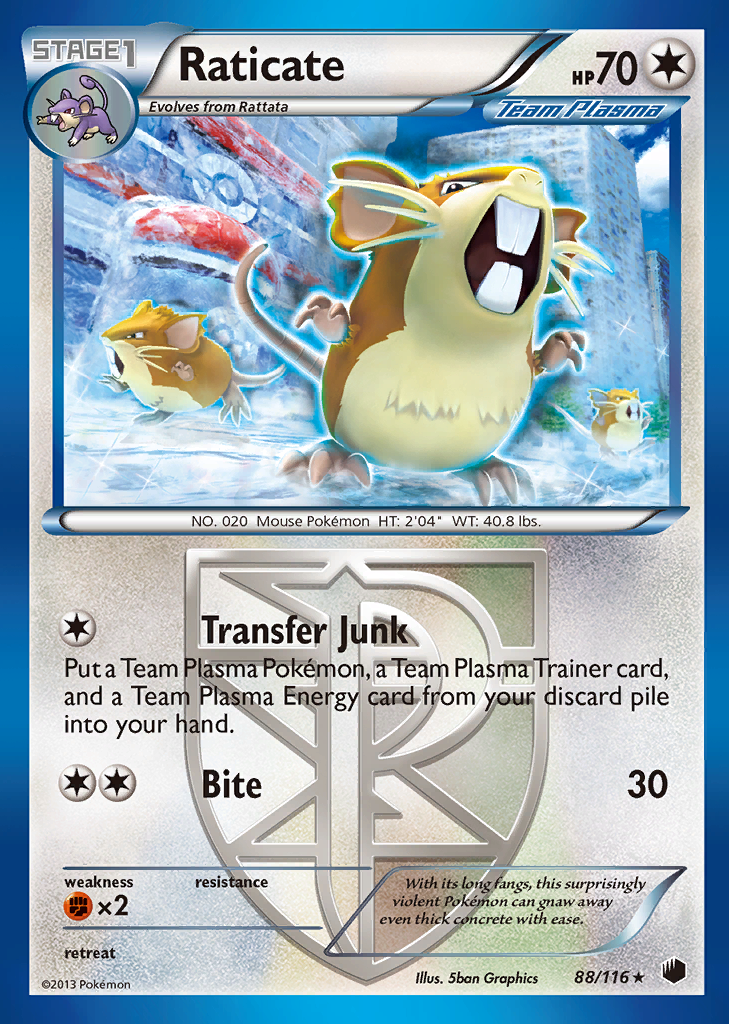 STAGE1
Raticate
HP70
Evolves from Rattata
Team Plasma
NO. 020 Mouse Pokémon HT: 2'04" WT: 40.8 lbs.
Transfer Junk
Put a Team Plasma Pokémon, a Team Plasma Trainer card,
and a Team Plasma Energy card from your discard pile
into your hand.
Bite 30
weakness resistance
×2
retreat
With its long fangs, this surprisingly
violent Pokémon can gnaw away
even thick concrete with ease.
©2013 Pokémon
Illus. 5ban Graphics
88/116 ★